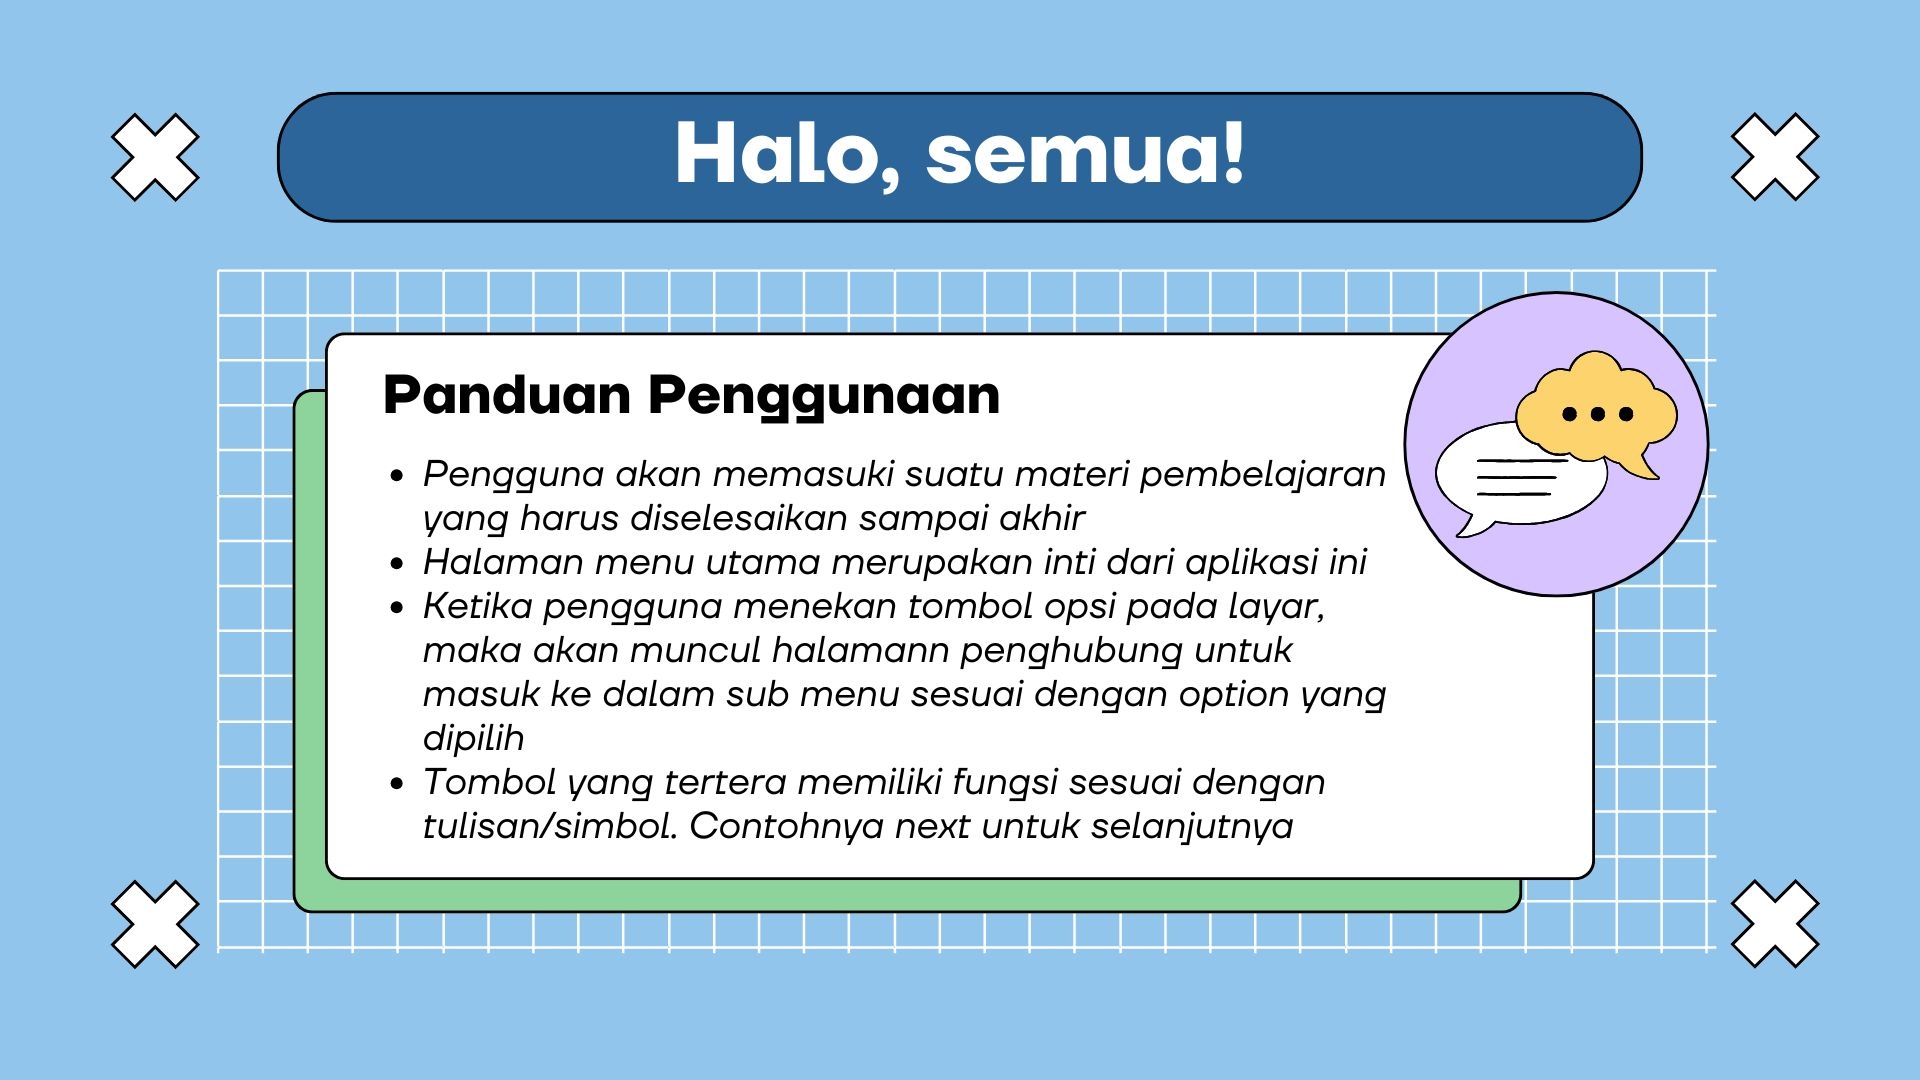 Halo, semua!
Panduan Penggunaan
• Pengguna akan memasuki suatu materi pembelajaran
yang harus diselesaikan sampai akhir
• Halaman menu utama merupakan inti dari aplikasi ini
• Ketika pengguna menekan tombol opsi pada layar,
maka akan muncul halamann penghubung untuk
masuk ke dalam sub menu sesuai dengan option yang
dipilih
• Tombol yang tertera memiliki fungsi sesuai dengan
tulisan/simbol. Contohnya next untuk selanjutnya